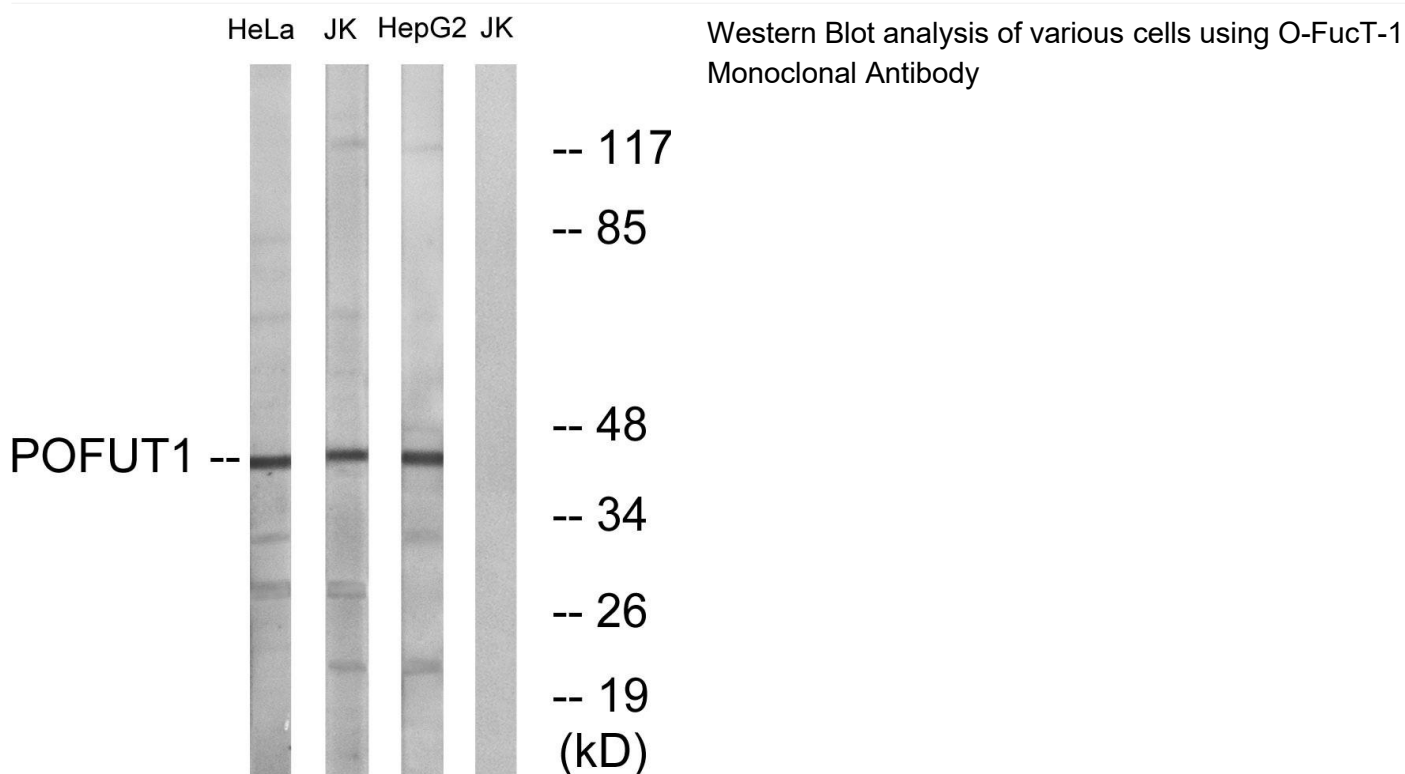 HeLa JK HepG2 JK
Western Blot analysis of various cells using O-FucT-1
Monoclonal Antibody
-- 117
-- 85
-- 48
POFUT1 --
-- 34
-- 26
-- 19
(kD)